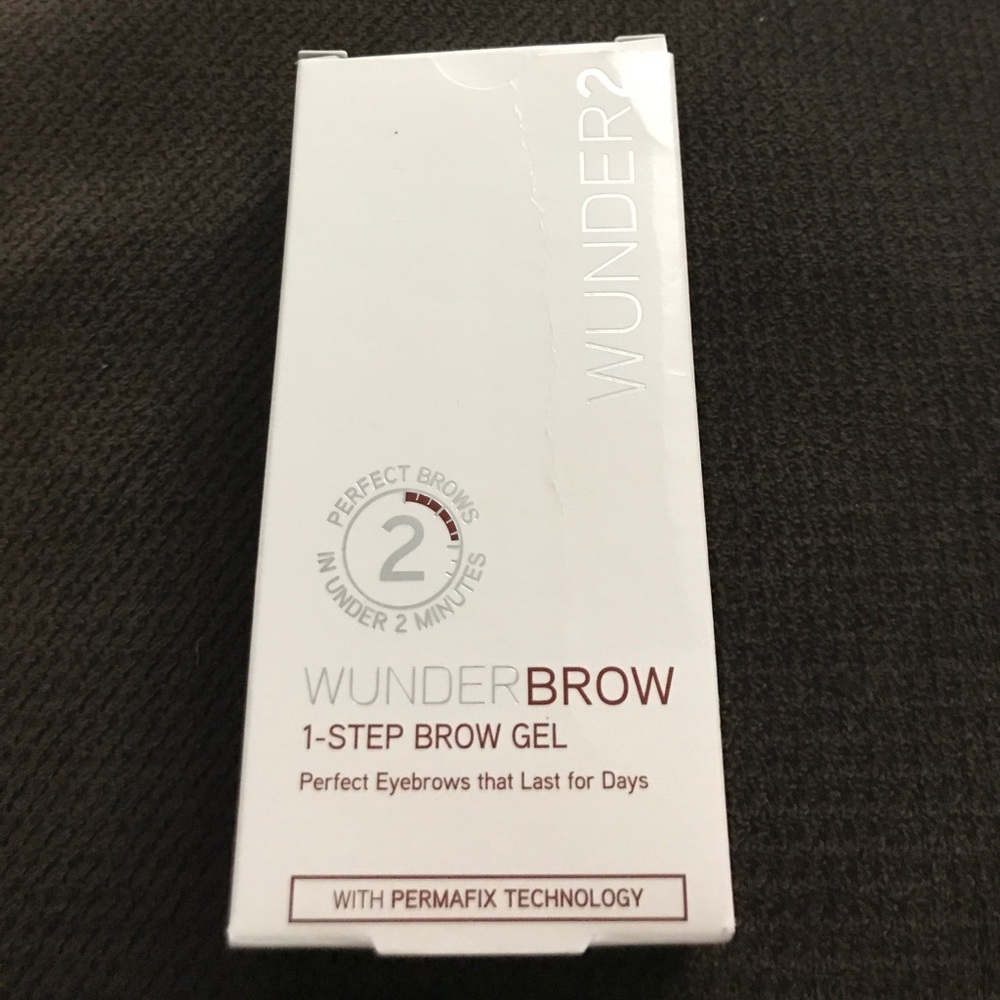 WUNDER2
PERFECT BROWS
IN UNDER 2 MINUTES
2
WUNDERBROW
1-STEP BROW GEL
Perfect Eyebrows that Last for Days
WITH PERMAFIX TECHNOLOGY